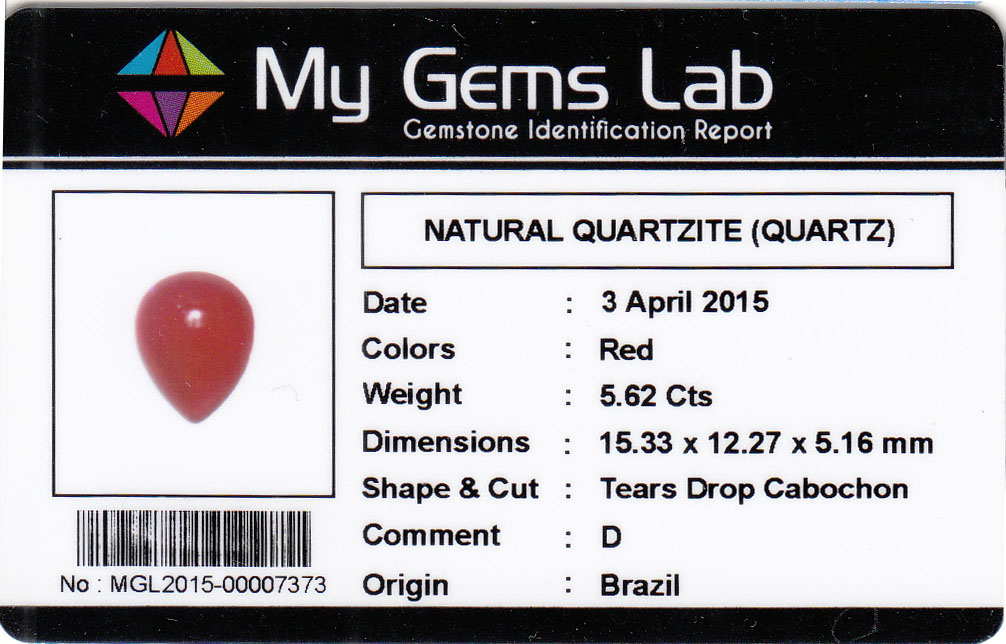 My Gems Lab
Gemstone Identification Report
NATURAL QUARTZITE (QUARTZ)
Date : 3 April 2015
Colors : Red
Weight : 5.62 Cts
Dimensions : 15.33 x 12.27 x 5.16 mm
Shape & Cut : Tears Drop Cabochon
Comment : D
Origin : Brazil
No : MGL2015-00007373